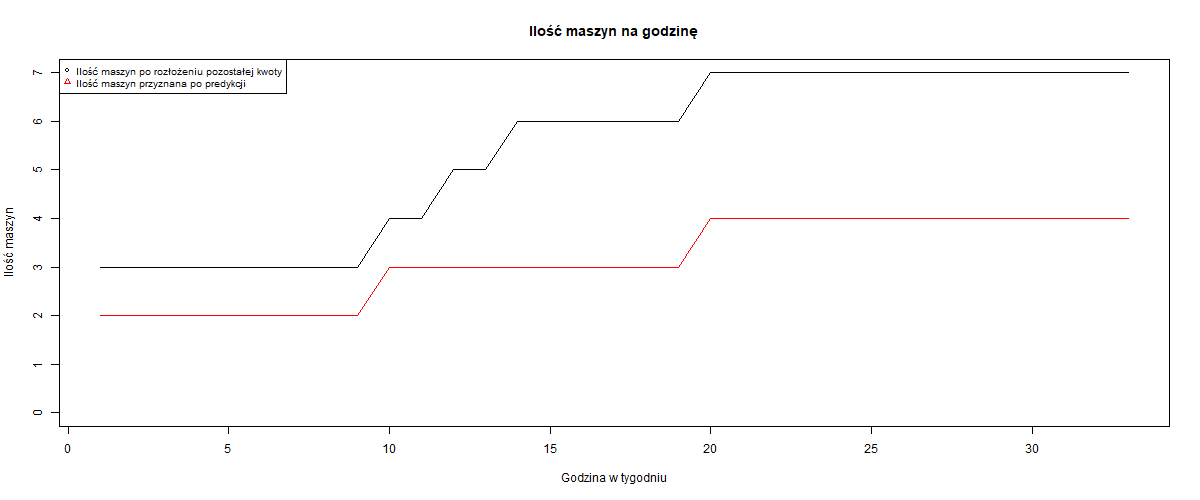 Ilość maszyn na godzinę
Ilość maszyn po rozłożeniu pozostałej kwoty
Ilość maszyn przyznana po predykcji
Ilość maszyn
7
6
5
4
3
2
1
0
0 5 10 15 20 25 30
Godzina w tygodniu